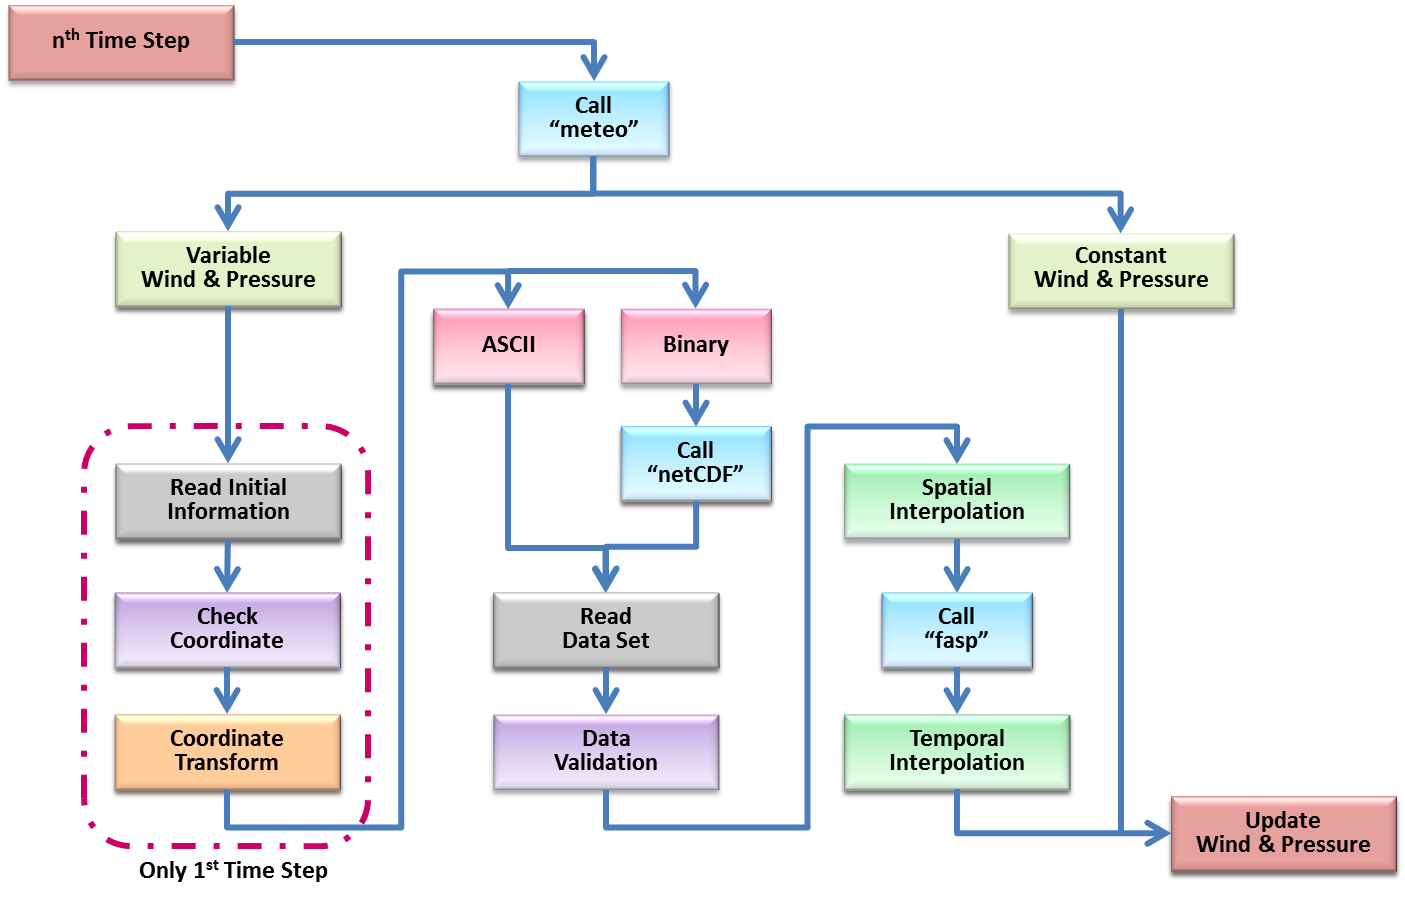 nth Time Step
Call
“meteo”
Variable
Wind & Pressure
Constant
Wind & Pressure
ASCII
Binary
Call
“netCDF”
Read Initial
Information
Spatial
Interpolation
Check
Coordinate
Read
Data Set
Call
“fasp”
Coordinate
Transform
Data
Validation
Temporal
Interpolation
Update
Wind & Pressure
Only 1st Time Step